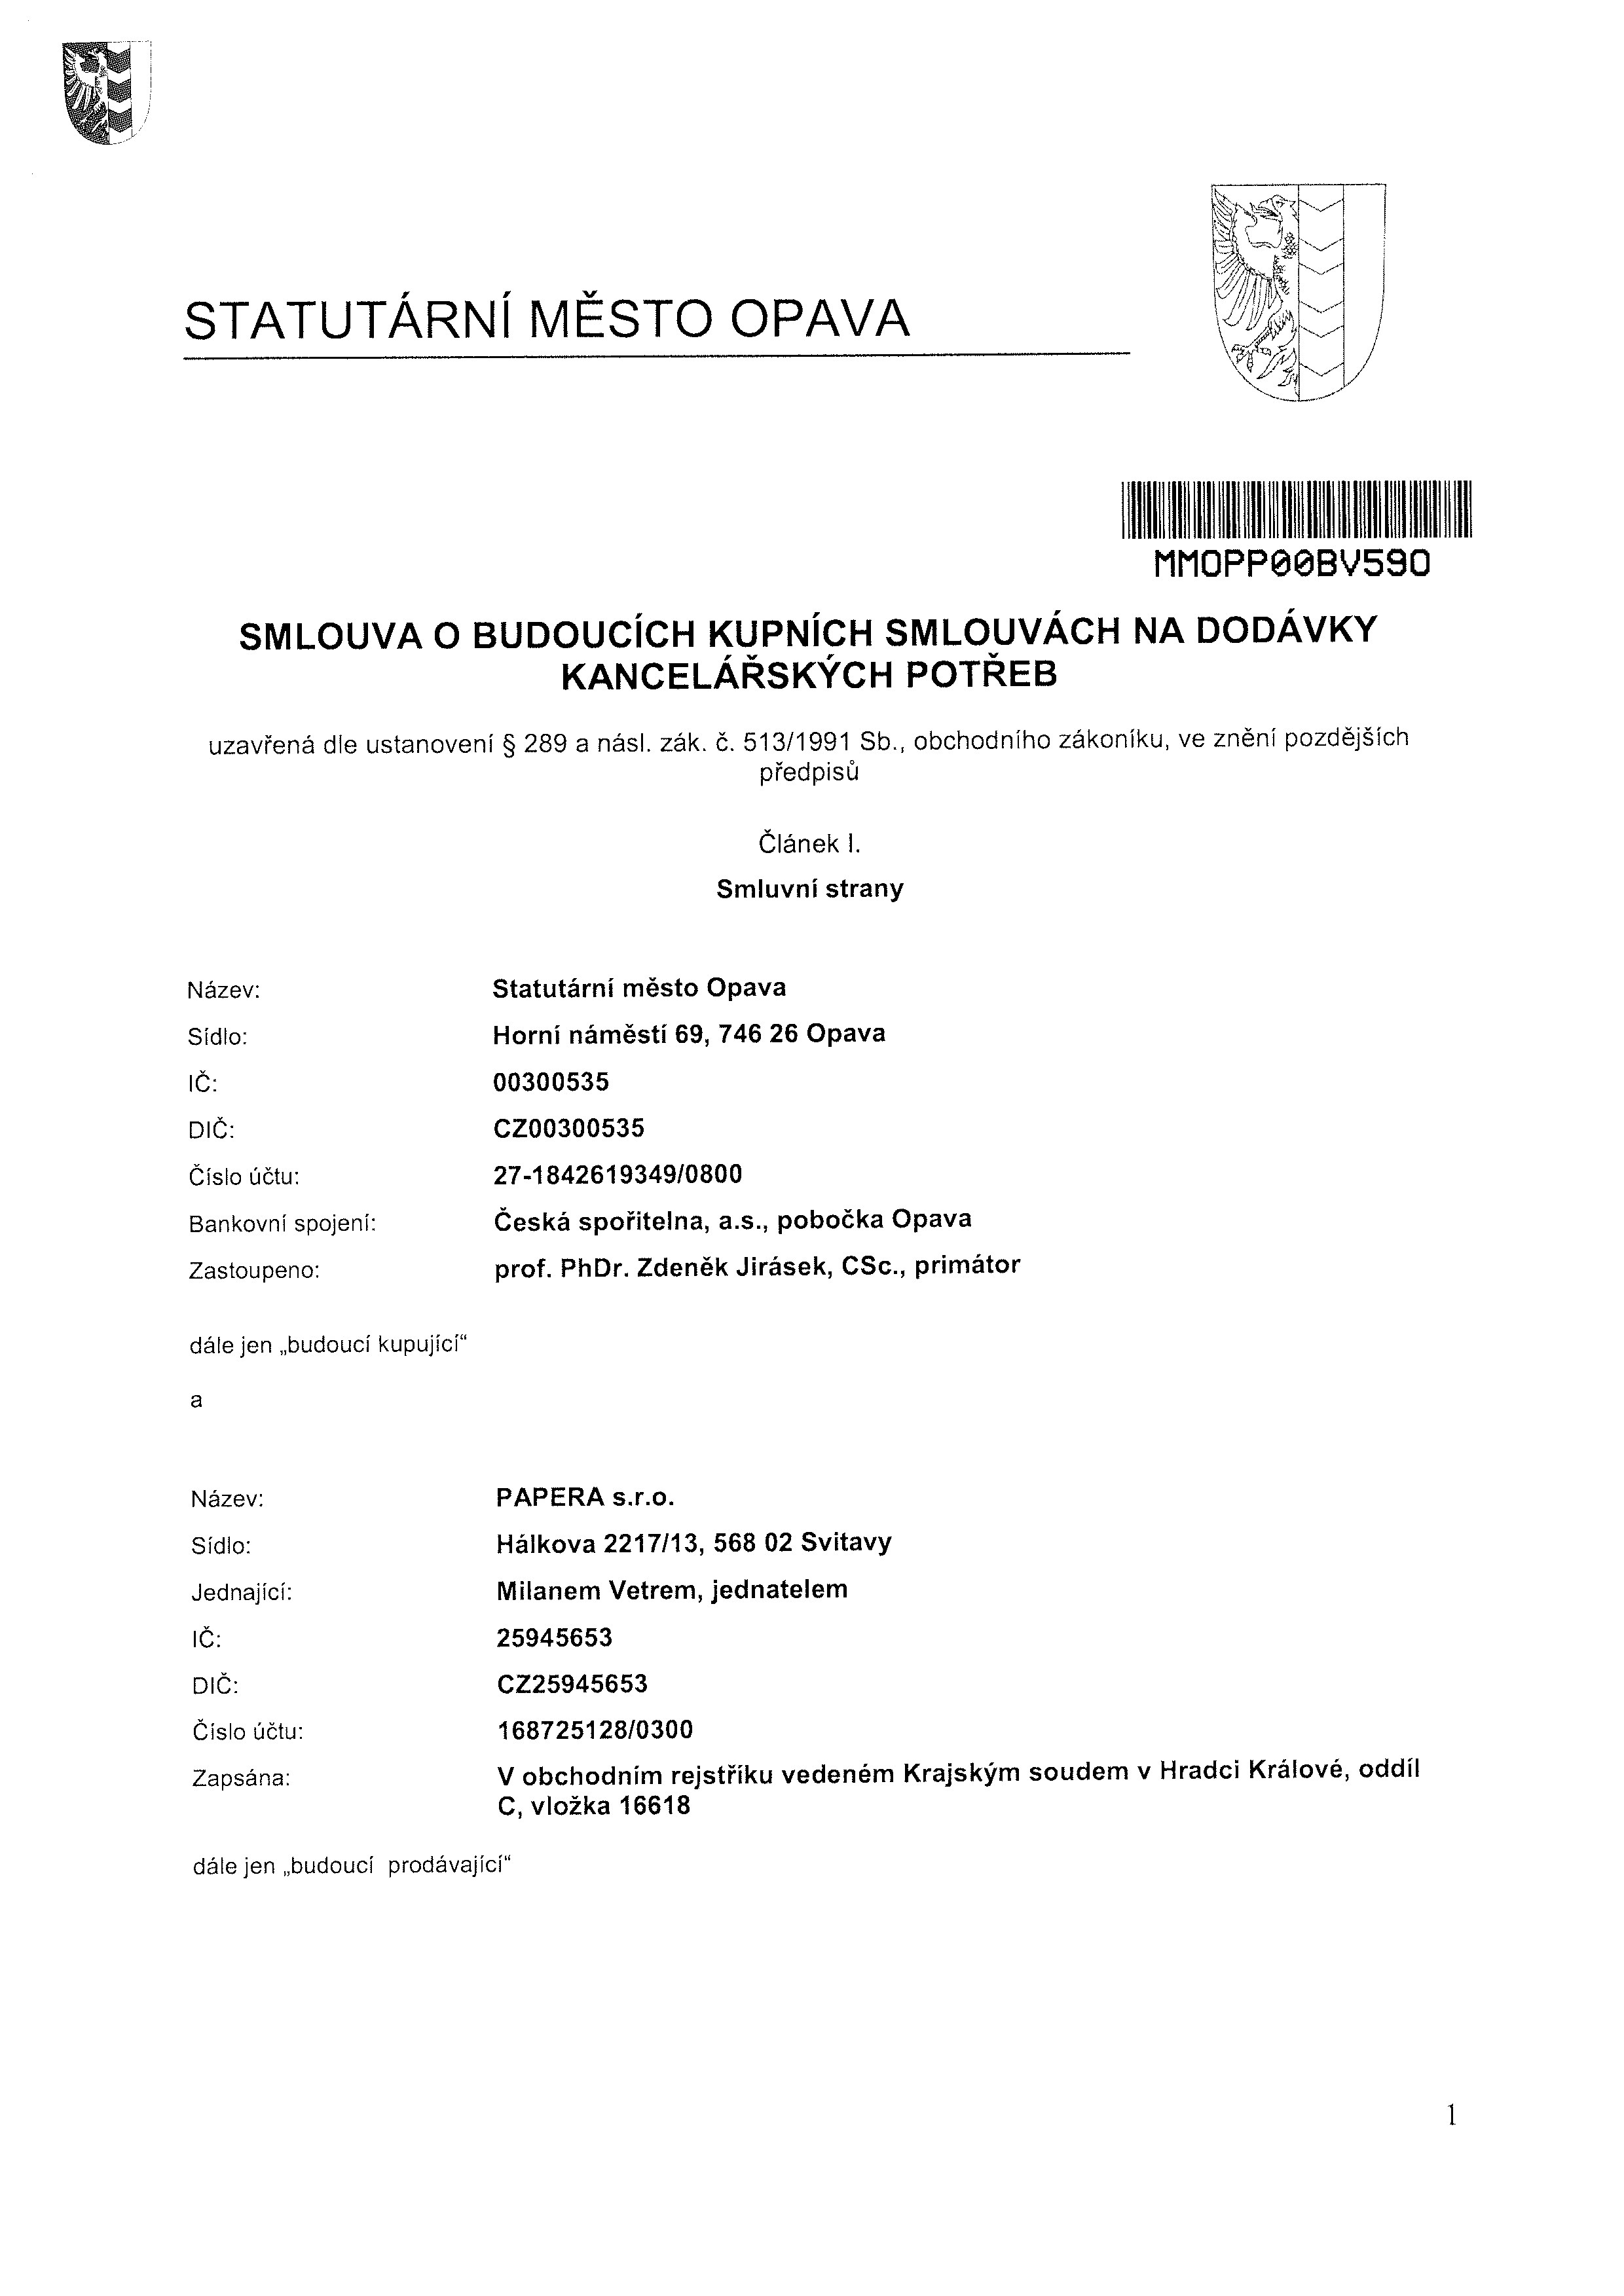 STATUTÁRNÍ MĚSTO OPAVA
MMOPP00BV59O
SMLOUVA O BUDOUCÍCH KUPNÍCH SMLOUVÁCH NA DODÁVKY
KANCELÁŘSKÝCH POTŘEB
uzavřená dle ustanovení § 289 a násl. zák. č. 513/1991 Sb., obchodního zákoníku, ve znění pozdějších
předpisů
Článek I.
Smluvní strany
Název: Statutární město Opava
Sídlo: Horní náměstí 69, 746 26 Opava
IČ: 00300535
DIČ: CZ00300535
Číslo účtu: 27-1842619349/0800
Bankovní spojení: Česká spořitelna, a.s., pobočka Opava
Zastoupeno: prof. PhDr. Zdeněk Jirásek, CSc., primátor
dále jen „budoucí kupující“
a
Název: PAPERA s.r.o.
Sídlo: Hálkova 2217/13, 568 02 Svitavy
Jednající: Milanem Vetrem, jednatelem
IČ: 25945653
DIČ: CZ25945653
Číslo účtu: 168725128/0300
Zapsána: V obchodním rejstříku vedeném Krajským soudem v Hradci Králové, oddíl
C, vložka 16618
dále jen „budoucí prodávající“
1